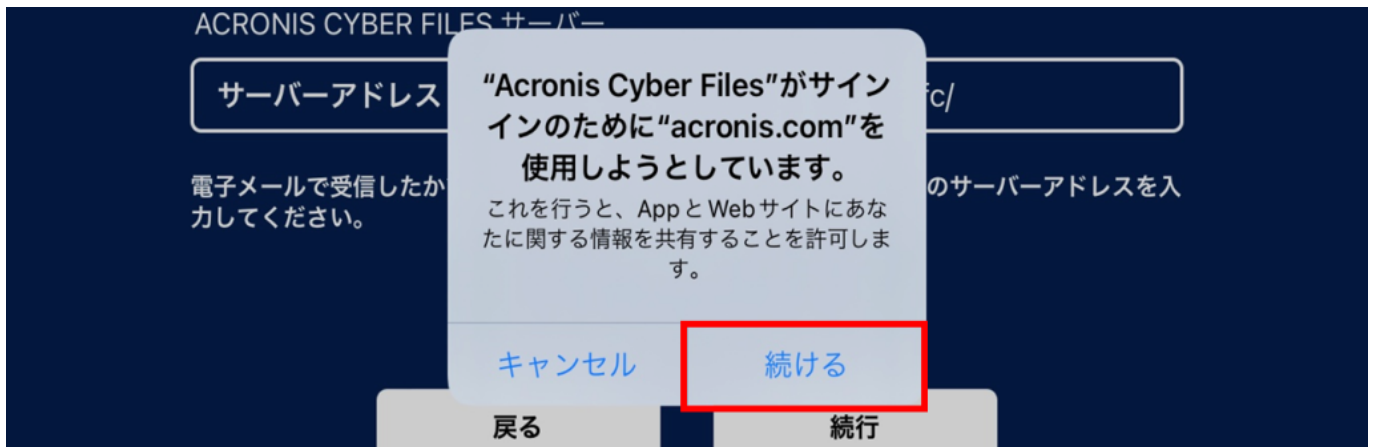 ACRONIS CYBER FILES サーバー
“Acronis Cyber Files”がサイン
インのために“acronis.com”を
使用しようとしています。
これを行うと、AppとWebサイトにあな
たに関する情報を共有することを許可しま
す。
サーバーアドレス
fc/
電子メールで受信したか
のサーバーアドレスを入
力してください。
キャンセル
続ける
戻る
続行